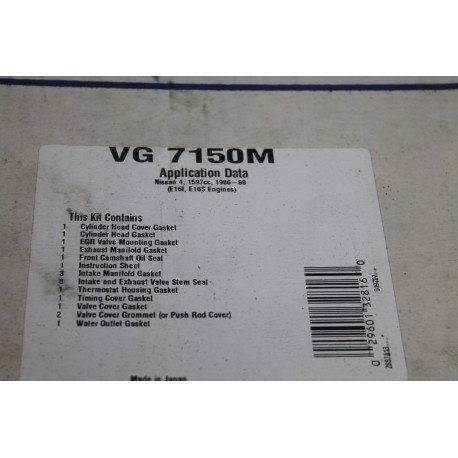 VG 7150M
Application Data
Nissan 4, 1597cc, 1986-88
(E16I, E16S Engines)
This Kit Contains
1 Cylinder Head Cover Gasket
1 Cylinder Head Gasket
1 EGR Valve Mounting Gasket
1 Exhaust Manifold Gasket
1 Front Camshaft Oil Seal
1 Instruction Sheet
3 Intake Manifold Gasket
8 Intake and Exhaust Valve Stem Seal
1 Thermostat Housing Gasket
1 Timing Cover Gasket
1 Valve Cover Gasket
2 Valve Cover Grommet (or Push Rod Cover)
1 Water Outlet Gasket
Made in Japan
0 29601 32816 0